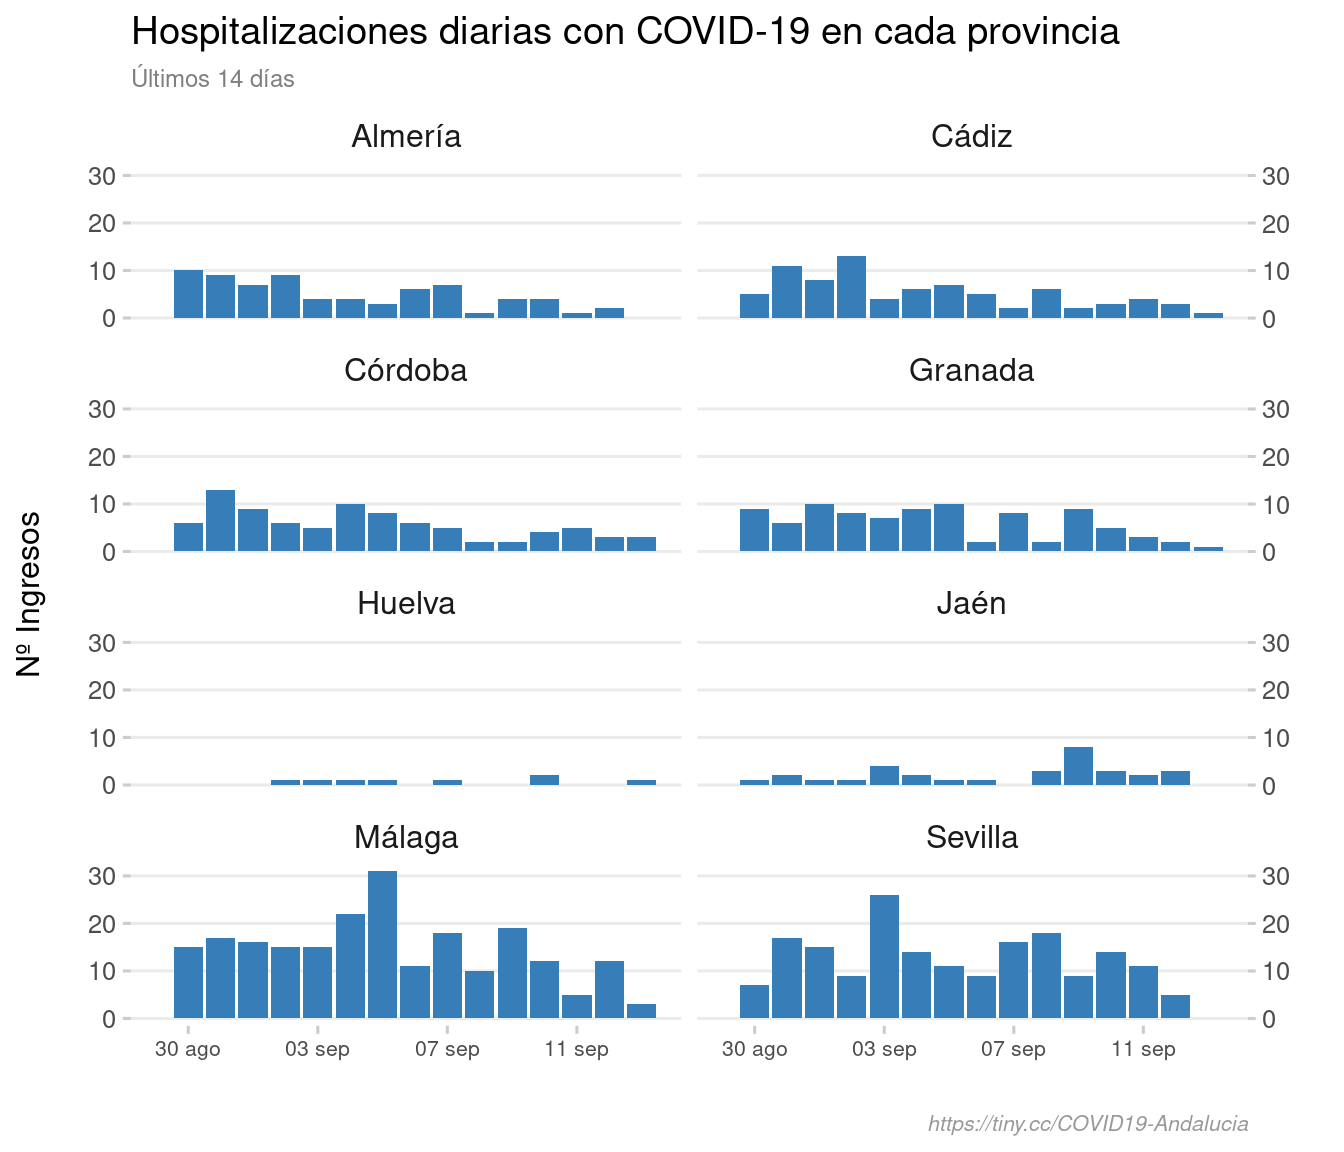 Hospitalizaciones diarias con COVID-19 en cada provincia
Últimos 14 días
Almería
Cádiz
30
20
10
0
30
20
10
0
Córdoba
Granada
30
20
10
0
30
20
10
0
Nº Ingresos
Huelva
Jaén
30
20
10
0
30
20
10
0
Málaga
Sevilla
30
20
10
0
30
20
10
0
30 ago 03 sep 07 sep 11 sep
30 ago 03 sep 07 sep 11 sep
https://tiny.cc/COVID19-Andalucia